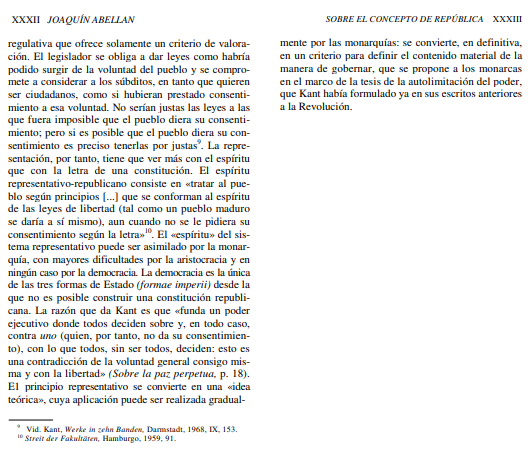 XXXII JOAQUÍN ABELLAN
regulativa que ofrece solamente un criterio de valora-
ción. El legislador se obliga a dar leyes como habría
podido surgir de la voluntad del pueblo y se compro-
mete a considerar a los súbditos, en tanto que quieren
ser ciudadanos, como si hubieran prestado consenti-
miento a esa voluntad. No serían justas las leyes a las
que fuera imposible que el pueblo diera su consenti-
miento; pero si es posible que el pueblo diera su con-
sentimiento es preciso tenerlas por justas9. La repre-
sentación, por tanto, tiene que ver más con el espíritu
que con la letra de una constitución. El espíritu
representativo-republicano consiste en «tratar al pue-
blo según principios [...] que se conforman al espíritu
de las leyes de libertad (tal como un pueblo maduro
se daría a sí mismo), aun cuando no se le pidiera su
consentimiento según la letra»10. El «espíritu» del sis-
tema representativo puede ser asimilado por la monar-
quía, con mayores dificultades por la aristocracia y en
ningún caso por la democracia. La democracia es la única
de las tres formas de Estado (formae imperii) desde la
que no es posible construir una constitución republi-
cana. La razón que da Kant es que «funda un poder
ejecutivo donde todos deciden sobre y, en todo caso,
contra uno (quien, por tanto, no da su consentimien-
to), con lo que todos, sin ser todos, deciden: esto es
una contradicción de la voluntad general consigo mis-
ma y con la libertad» (Sobre la paz perpetua, p. 18).
E1 principio representativo se convierte en una «idea
teórica», cuya aplicación puede ser realizada gradual-
9 Vid. Kant, Werke in zehn Banden, Darmstadt, 1968, IX, 153.
10 Streit der Fakultäten, Hamburgo, 1959, 91.
SOBRE EL CONCEPTO DE REPÚBLICA XXXIII
mente por las monarquías: se convierte, en definitiva,
en un criterio para definir el contenido material de la
manera de gobernar, que se propone a los monarcas
en el marco de la tesis de la autolimitación del poder,
que Kant había formulado ya en sus escritos anteriores
a la Revolución.